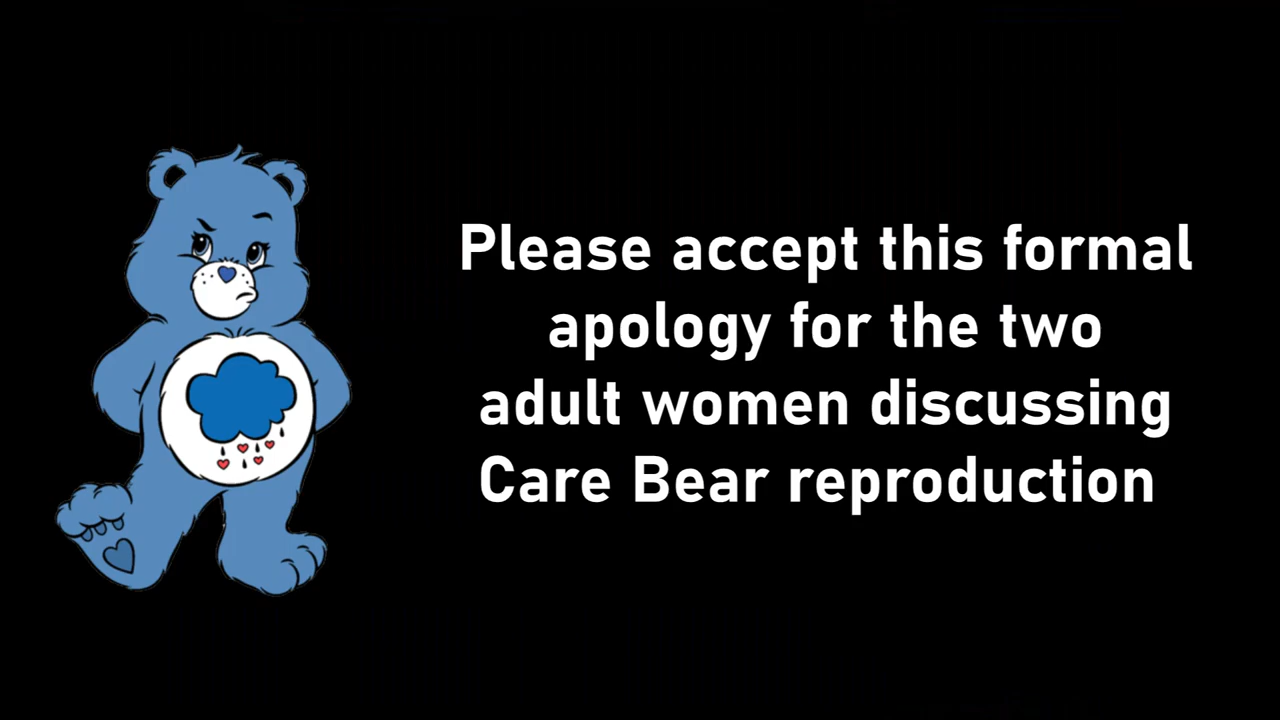 Please accept this formal
apology for the two
adult women discussing
Care Bear reproduction